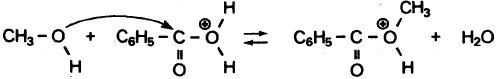 H CH₃
CH₃–O + C₆H₅–C–O⊕ ⇌ C₆H₅–C–O⊕ + H₂O
H O H O H